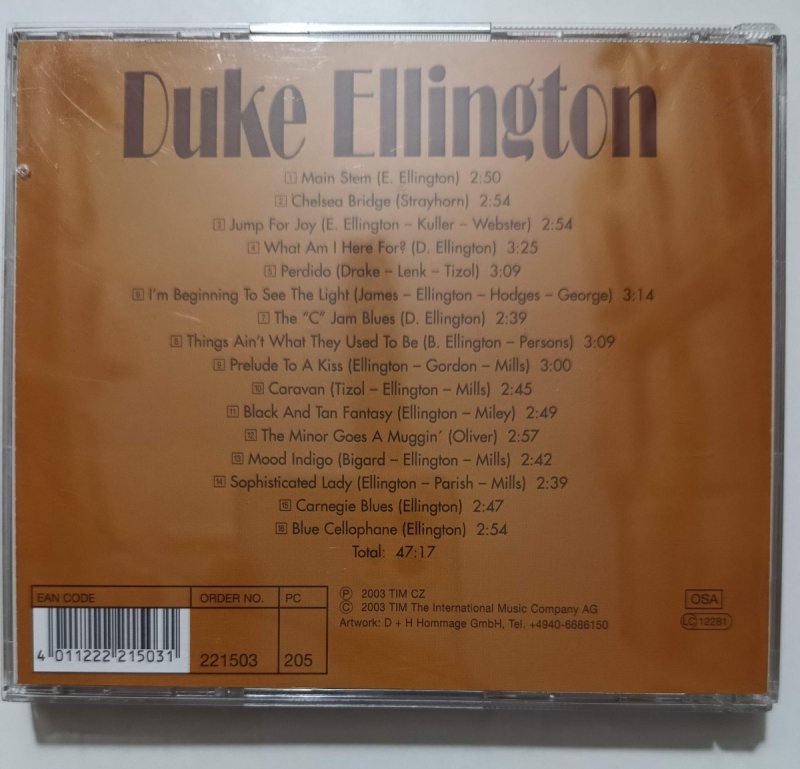 Duke Ellington
1 Main Stem (E. Ellington) 2:50
2 Chelsea Bridge (Strayhorn) 2:54
3 Jump For Joy (E. Ellington – Kuller – Webster) 2:54
4 What Am I Here For? (D. Ellington) 3:25
5 Perdido (Drake – Lenk – Tizol) 3:09
6 I'm Beginning To See The Light (James – Ellington – Hodges – George) 3:14
7 The "C" Jam Blues (D. Ellington) 2:39
8 Things Ain't What They Used To Be (B. Ellington – Persons) 3:09
9 Prelude To A Kiss (Ellington – Gordon – Mills) 3:00
10 Caravan (Tizol – Ellington – Mills) 2:45
11 Black And Tan Fantasy (Ellington – Miley) 2:49
12 The Minor Goes A Muggin´ (Oliver) 2:57
13 Mood Indigo (Bigard – Ellington – Mills) 2:42
14 Sophisticated Lady (Ellington – Parish – Mills) 2:39
15 Carnegie Blues (Ellington) 2:47
16 Blue Cellophane (Ellington) 2:54
Total: 47:17
EAN CODE ORDER NO. PC
4 011222 215031 221503 205
Ⓟ 2003 TIM CZ
© 2003 TIM The International Music Company AG
Artwork: D + H Hommage GmbH, Tel. +4940-6686150
OSA
LC 12281